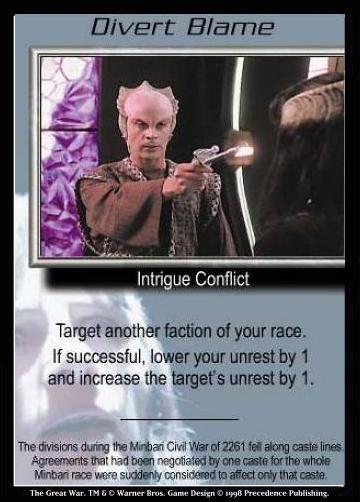 Divert Blame
Intrigue Conflict
Target another faction of your race.
If successful, lower your unrest by 1
and increase the target's unrest by 1.
The divisions during the Minbari Civil War of 2261 fell along caste lines.
Agreements that had been negotiated by one caste for the whole
Minbari race were suddenly considered to affect only that caste.
The Great War. TM & © Warner Bros. Game Design © 1998 Precedence Publishing.